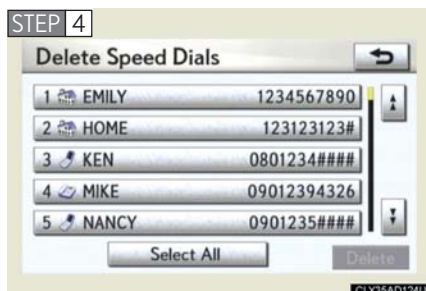 STEP 4
Delete Speed Dials
1 EMILY 1234567890
2 HOME 123123123#
3 KEN 0801234####
4 MIKE 09012394326
5 NANCY 0901235####
Select All Delete